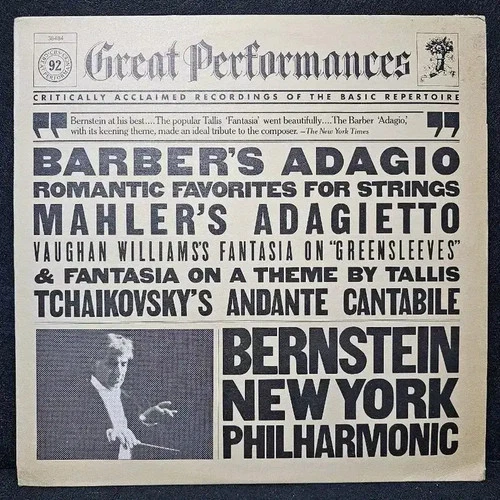 38484
92
Great Performances
CRITICALLY ACCLAIMED RECORDINGS OF THE BASIC REPERTOIRE
Bernstein at his best....The popular Tallis 'Fantasia' went beautifully....The Barber 'Adagio,'
with its keening theme, made an ideal tribute to the composer. —The New York Times
BARBER'S ADAGIO
ROMANTIC FAVORITES FOR STRINGS
MAHLER'S ADAGIETTO
VAUGHAN WILLIAMS'S FANTASIA ON "GREENSLEEVES"
& FANTASIA ON A THEME BY TALLIS
TCHAIKOVSKY'S ANDANTE CANTABILE
BERNSTEIN
NEW YORK
PHILHARMONIC